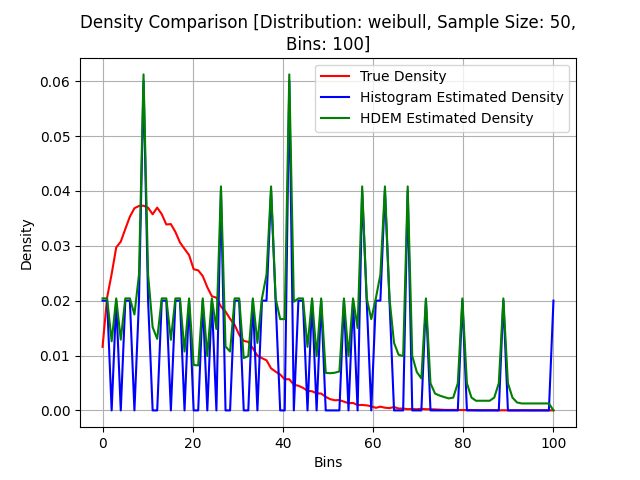 Density Comparison [Distribution: weibull, Sample Size: 50,
Bins: 100]
True Density
Histogram Estimated Density
HDEM Estimated Density
Density
0.06
0.05
0.04
0.03
0.02
0.01
0.00
0 20 40 60 80 100
Bins